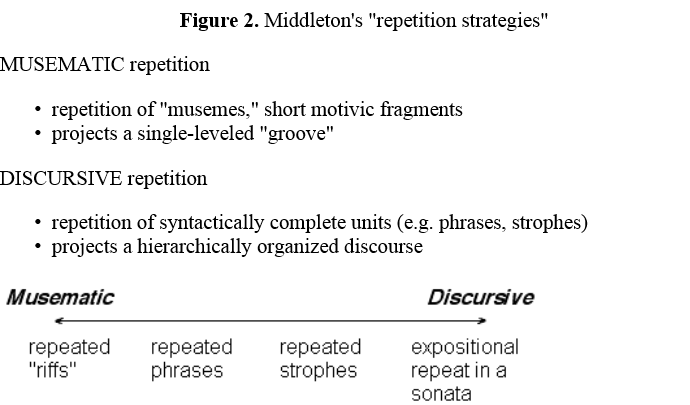 Figure 2. Middleton's "repetition strategies"
MUSEMATIC repetition
• repetition of "musemes," short motivic fragments
• projects a single-leveled "groove"
DISCURSIVE repetition
• repetition of syntactically complete units (e.g. phrases, strophes)
• projects a hierarchically organized discourse
Musematic Discursive
repeated repeated repeated expositional
"riffs" phrases strophes repeat in a
sonata